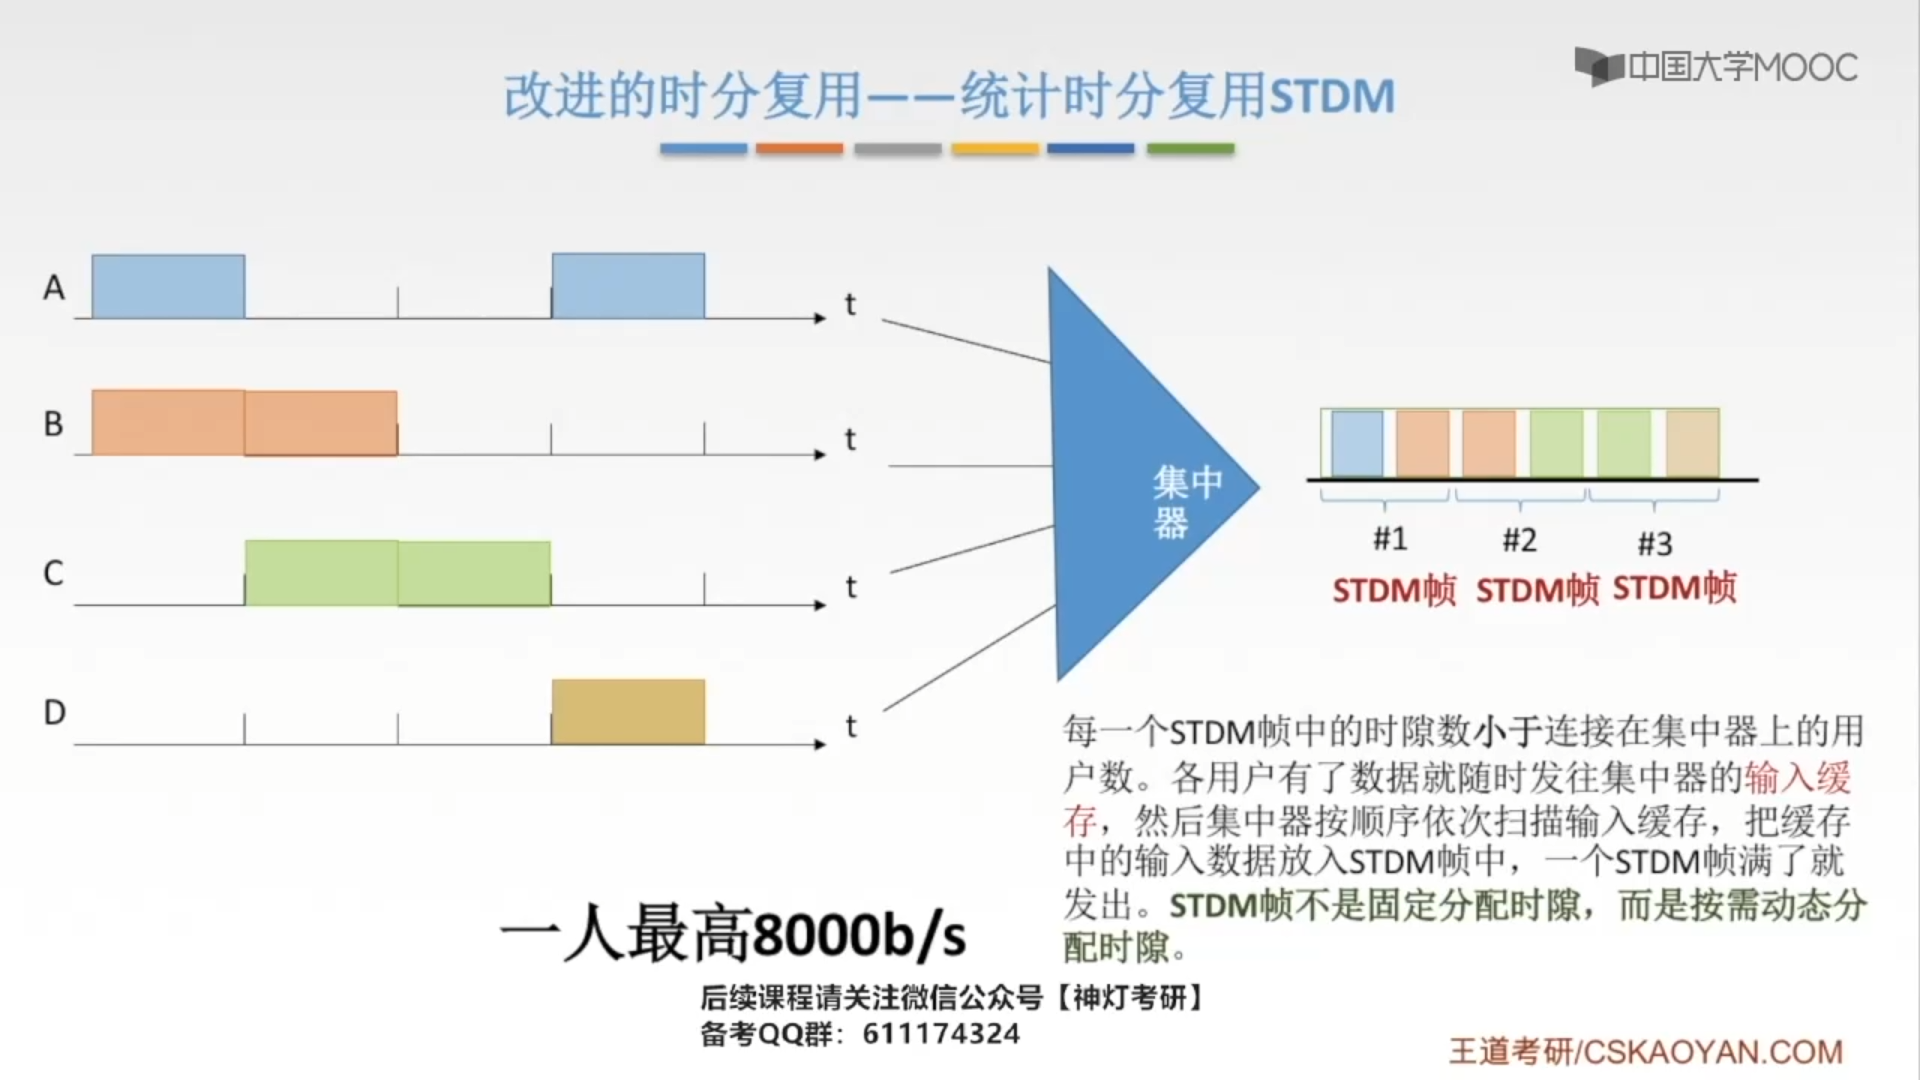 中国大学MOOC
改进的时分复用——统计时分复用STDM
A
t
B
t
C
t
D
t
集中
器
#1
#2
#3
STDM帧
STDM帧
STDM帧
每一个STDM帧中的时隙数小于连接在集中器上的用
户数。各用户有了数据就随时发往集中器的输入缓
存，然后集中器按顺序依次扫描输入缓存，把缓存
中的输入数据放入STDM帧中，一个STDM帧满了就
发出。STDM帧不是固定分配时隙，而是按需动态分
配时隙。
一人最高8000b/s
后续课程请关注微信公众号【神灯考研】
备考QQ群：611174324
王道考研/CSKAOYAN.COM